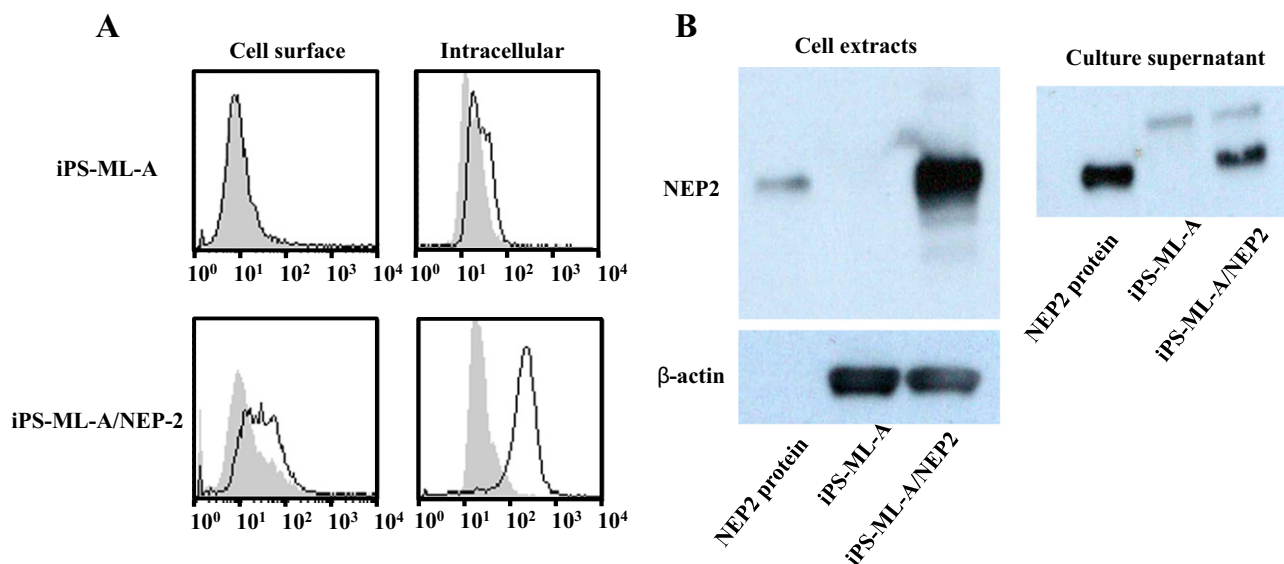 A
Cell surface
Intracellular
iPS-ML-A
10⁰ 10¹ 10² 10³ 10⁴
10⁰ 10¹ 10² 10³ 10⁴
iPS-ML-A/NEP-2
10⁰ 10¹ 10² 10³ 10⁴
10⁰ 10¹ 10² 10³ 10⁴
B
Cell extracts
Culture supernatant
NEP2
β-actin
NEP2 protein
iPS-ML-A
iPS-ML-A/NEP2
NEP2 protein
iPS-ML-A
iPS-ML-A/NEP2